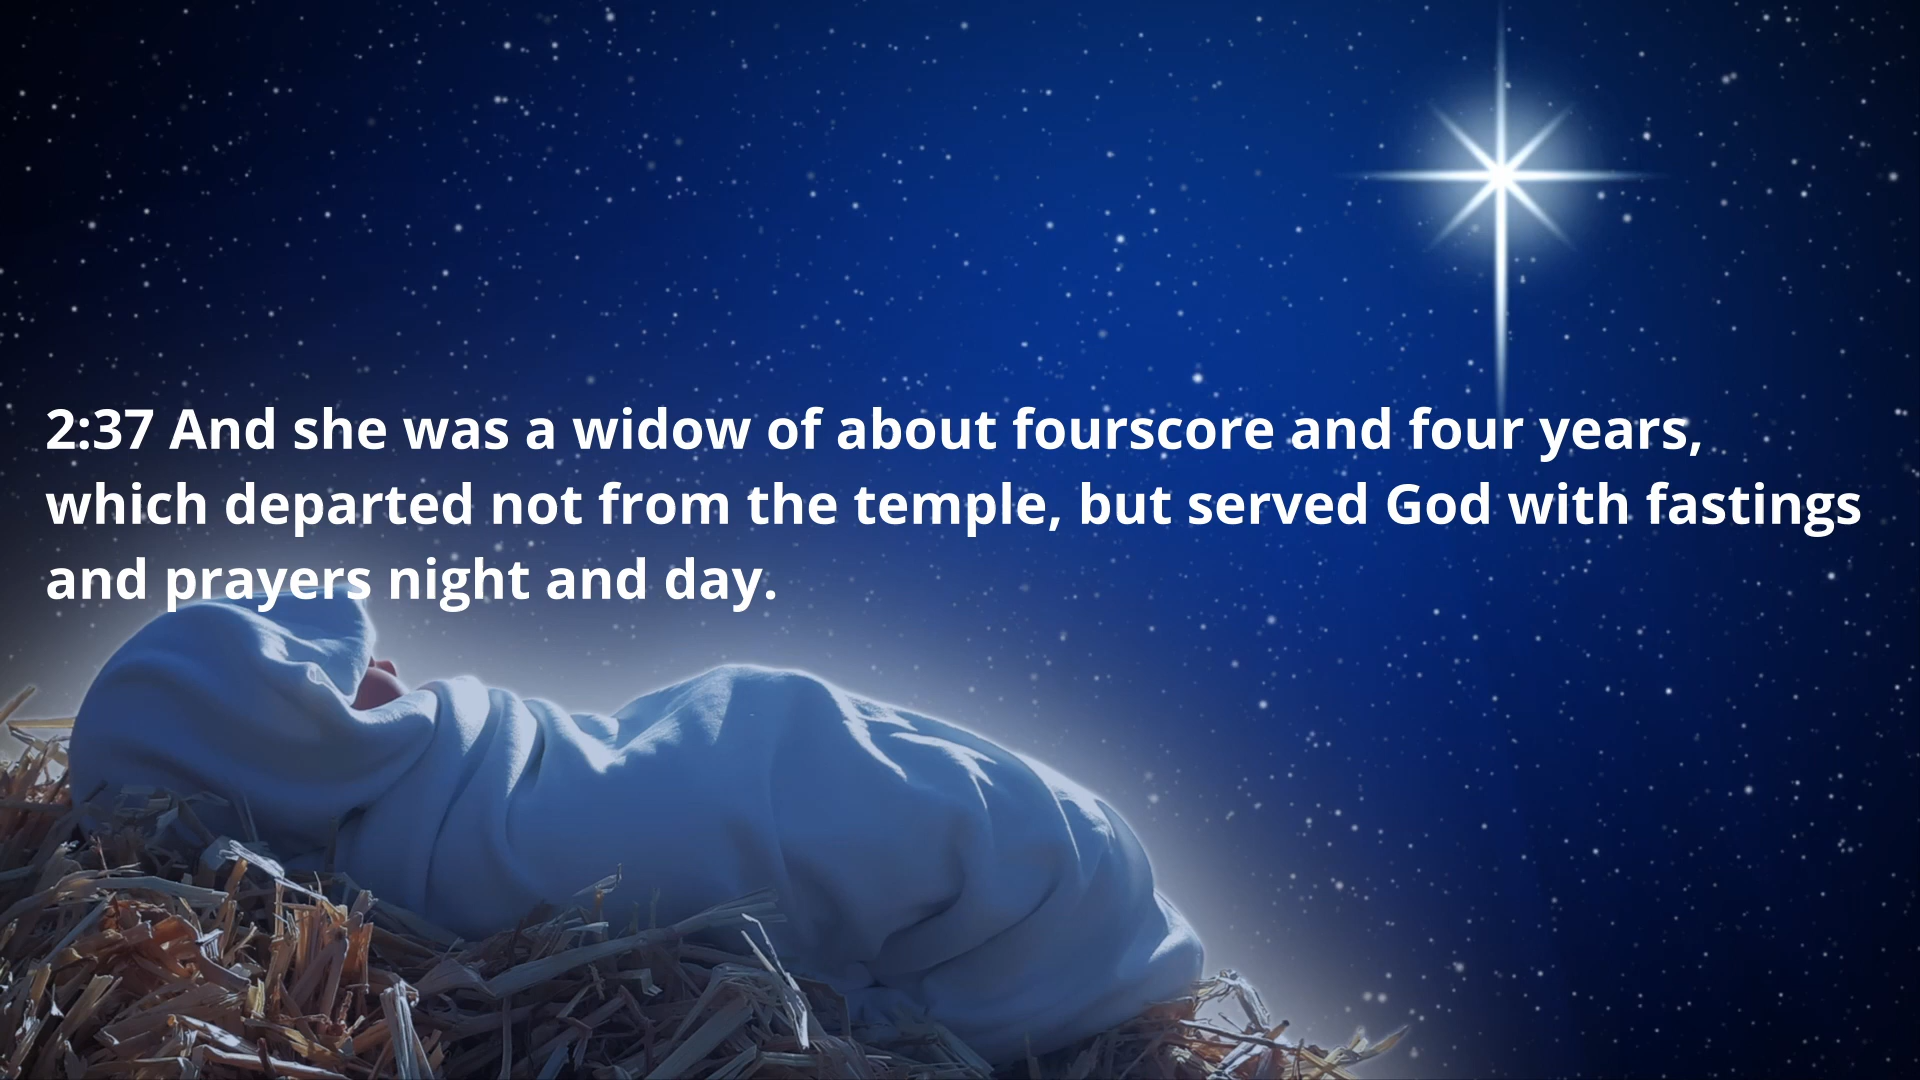 2:37 And she was a widow of about fourscore and four years,
which departed not from the temple, but served God with fastings
and prayers night and day.